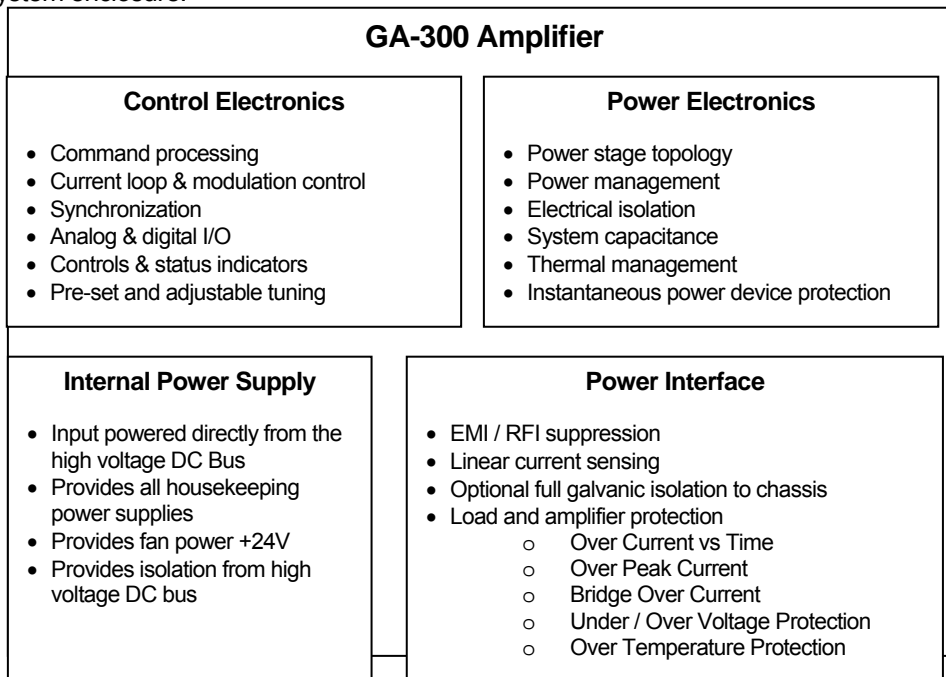 ystem enclosure.
GA-300 Amplifier
Control Electronics
• Command processing
• Current loop & modulation control
• Synchronization
• Analog & digital I/O
• Controls & status indicators
• Pre-set and adjustable tuning
Power Electronics
• Power stage topology
• Power management
• Electrical isolation
• System capacitance
• Thermal management
• Instantaneous power device protection
Internal Power Supply
• Input powered directly from the
high voltage DC Bus
• Provides all housekeeping
power supplies
• Provides fan power +24V
• Provides isolation from high
voltage DC bus
Power Interface
• EMI / RFI suppression
• Linear current sensing
• Optional full galvanic isolation to chassis
• Load and amplifier protection
o Over Current vs Time
o Over Peak Current
o Bridge Over Current
o Under / Over Voltage Protection
o Over Temperature Protection